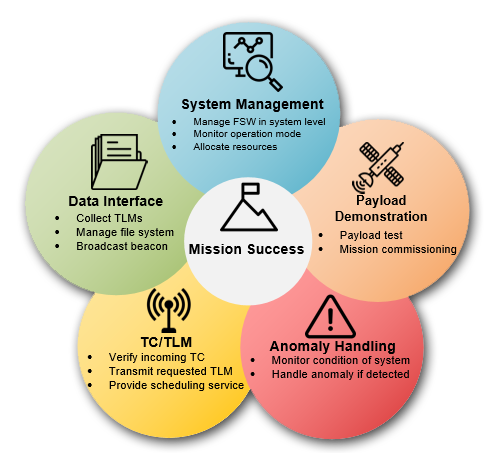 System Management
• Manage FSW in system level
• Monitor operation mode
• Allocate resources
Data Interface
• Collect TLMs
• Manage file system
• Broadcast beacon
Payload
Demonstration
• Payload test
• Mission commissioning
Mission Success
TC/TLM
• Verify incoming TC
• Transmit requested TLM
• Provide scheduling service
Anomaly Handling
• Monitor condition of system
• Handle anomaly if detected